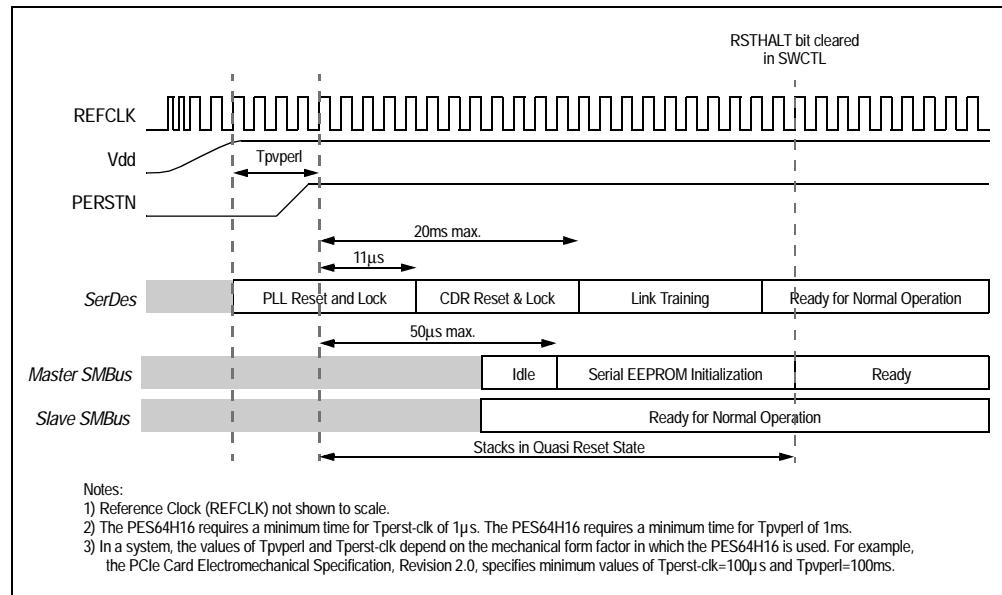 RSTHALT bit cleared
in SWCTL
REFCLK
Vdd
Tpvperl
PERSTN
20ms max.
11μs
SerDes
PLL Reset and Lock
CDR Reset & Lock
Link Training
Ready for Normal Operation
50μs max.
Master SMBus
Idle
Serial EEPROM Initialization
Ready
Slave SMBus
Ready for Normal Operation
Stacks in Quasi Reset State
Notes:
1) Reference Clock (REFCLK) not shown to scale.
2) The PES64H16 requires a minimum time for Tperst-clk of 1μs. The PES64H16 requires a minimum time for Tpvperl of 1ms.
3) In a system, the values of Tpvperl and Tperst-clk depend on the mechanical form factor in which the PES64H16 is used. For example,
the PCIe Card Electromechanical Specification, Revision 2.0, specifies minimum values of Tperst-clk=100μs and Tpvperl=100ms.